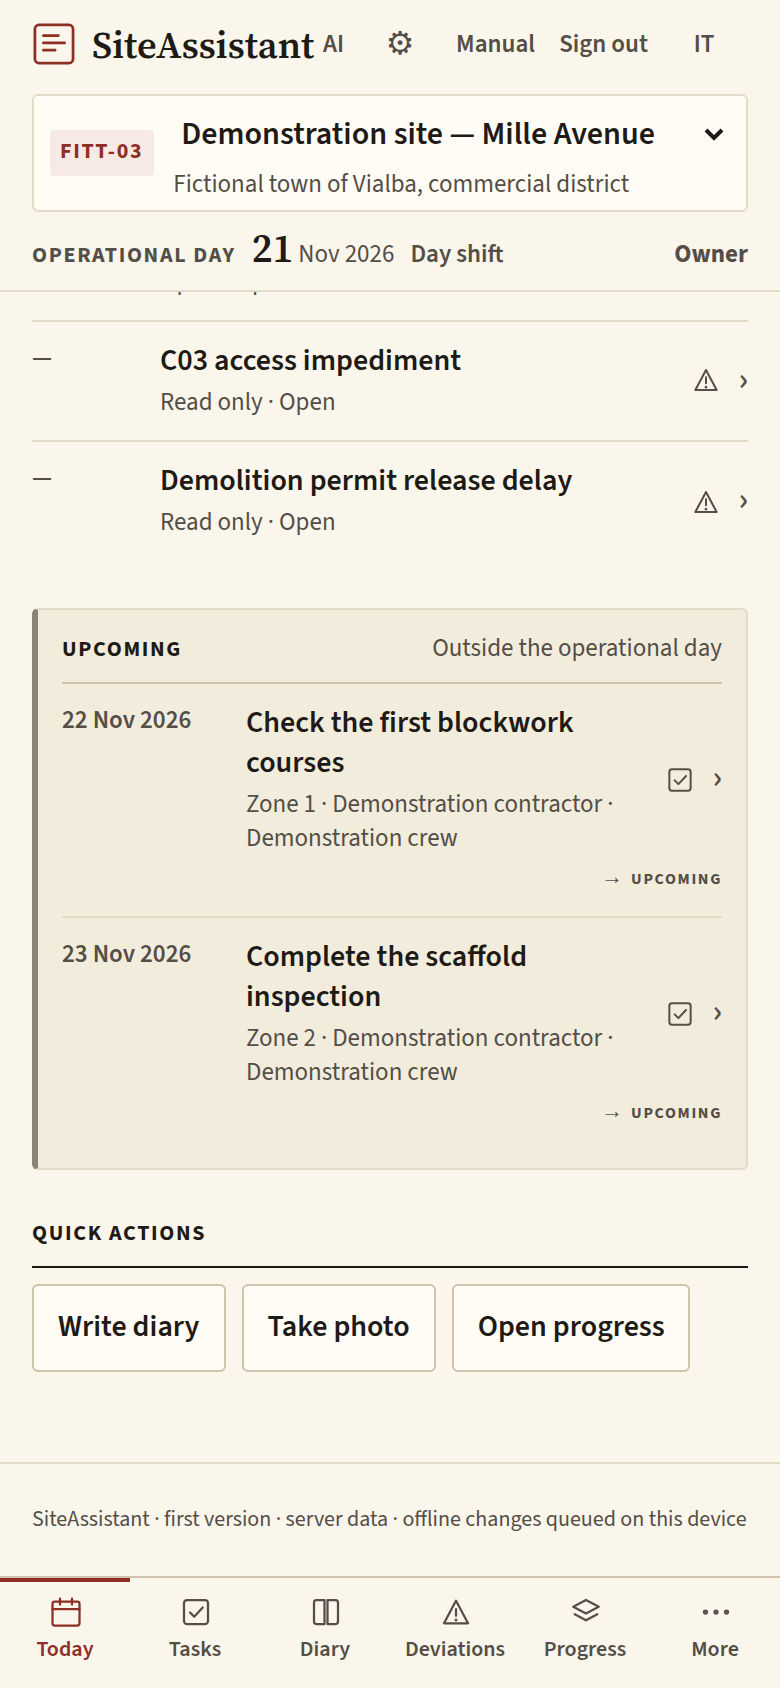 SiteAssistant AI Manual Sign out IT
FITT-03
Demonstration site — Mille Avenue
Fictional town of Vialba, commercial district
OPERATIONAL DAY 21 Nov 2026 Day shift Owner
— C03 access impediment
Read only · Open ›
— Demolition permit release delay
Read only · Open ›
UPCOMING Outside the operational day
22 Nov 2026 Check the first blockwork
courses
Zone 1 · Demonstration contractor ·
Demonstration crew
→ UPCOMING
23 Nov 2026 Complete the scaffold
inspection
Zone 2 · Demonstration contractor ·
Demonstration crew
→ UPCOMING
QUICK ACTIONS
Write diary Take photo Open progress
SiteAssistant · first version · server data · offline changes queued on this device
Today Tasks Diary Deviations Progress More